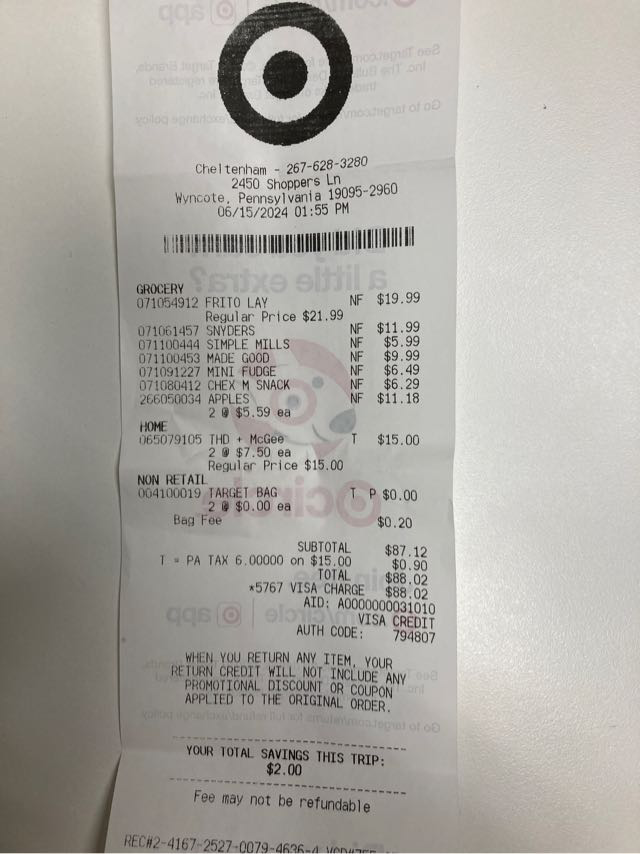 Cheltenham - 267-628-3280
2450 Shoppers Ln
Wyncote, Pennsylvania 19095-2960
06/15/2024 01:55 PM
GROCERY
071054912 FRITO LAY NF $19.99
Regular Price $21.99
071061457 SNYDERS NF $11.99
071100444 SIMPLE MILLS NF $5.99
071100453 MADE GOOD NF $9.99
071091227 MINI FUDGE NF $6.49
071080412 CHEX M SNACK NF $6.29
266050034 APPLES NF $11.18
2 @ $5.59 ea
HOME
065079105 THD + McGee T $15.00
2 @ $7.50 ea
Regular Price $15.00
NON RETAIL
004100019 TARGET BAG T P $0.00
2 @ $0.00 ea
Bag Fee $0.20
SUBTOTAL $87.12
T = PA TAX 6.00000 on $15.00 $0.90
TOTAL $88.02
*5767 VISA CHARGE $88.02
AID: A0000000031010
VISA CREDIT
AUTH CODE: 794807
WHEN YOU RETURN ANY ITEM, YOUR
RETURN CREDIT WILL NOT INCLUDE ANY
PROMOTIONAL DISCOUNT OR COUPON
APPLIED TO THE ORIGINAL ORDER.
YOUR TOTAL SAVINGS THIS TRIP:
$2.00
Fee may not be refundable
REC#2-4167-2527-0079-4636-4